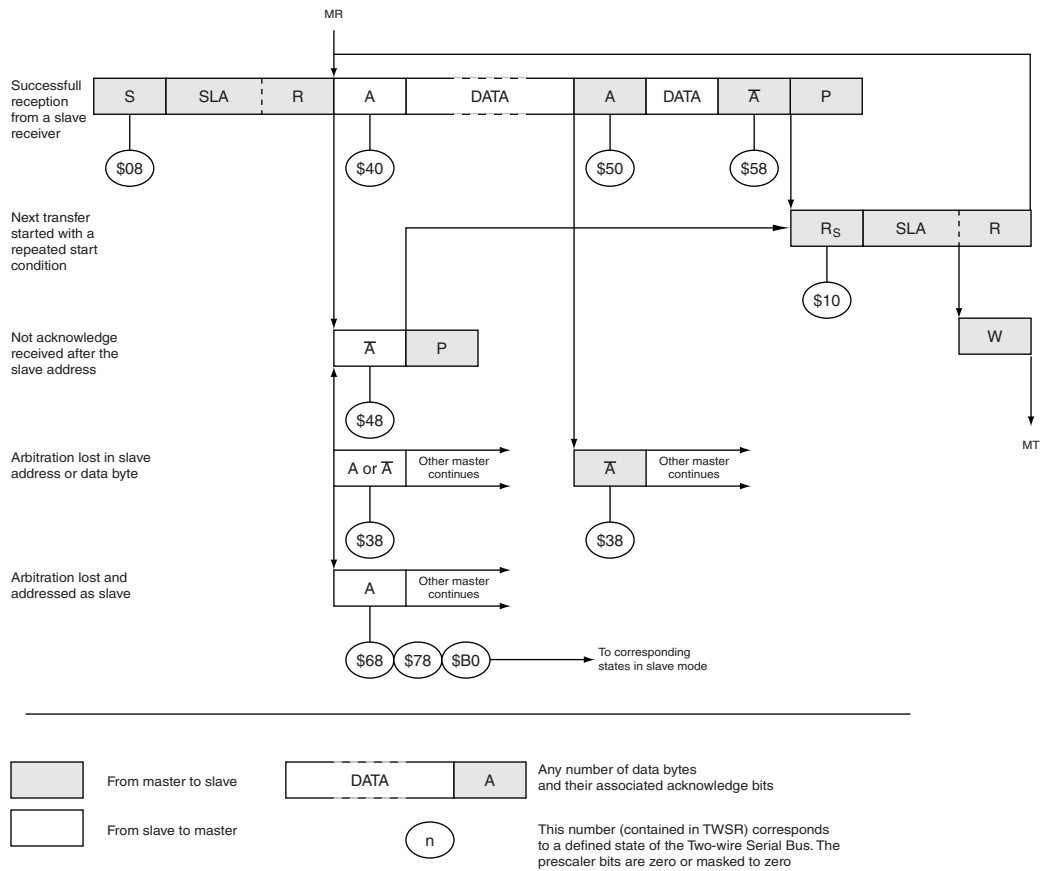 MR
Successfull
reception
from a slave
receiver
S SLA R A DATA A DATA A̅ P
$08 $40 $50 $58
Next transfer
started with a
repeated start
condition
RS SLA R
$10
Not acknowledge
received after the
slave address
A̅ P
W
$48
MT
Arbitration lost in slave
address or data byte
A or A̅ Other master
continues
A̅ Other master
continues
$38 $38
Arbitration lost and
addressed as slave
A Other master
continues
$68 $78 $B0 To corresponding
states in slave mode
From master to slave
DATA A
Any number of data bytes
and their associated acknowledge bits
From slave to master
n
This number (contained in TWSR) corresponds
to a defined state of the Two-wire Serial Bus. The
prescaler bits are zero or masked to zero